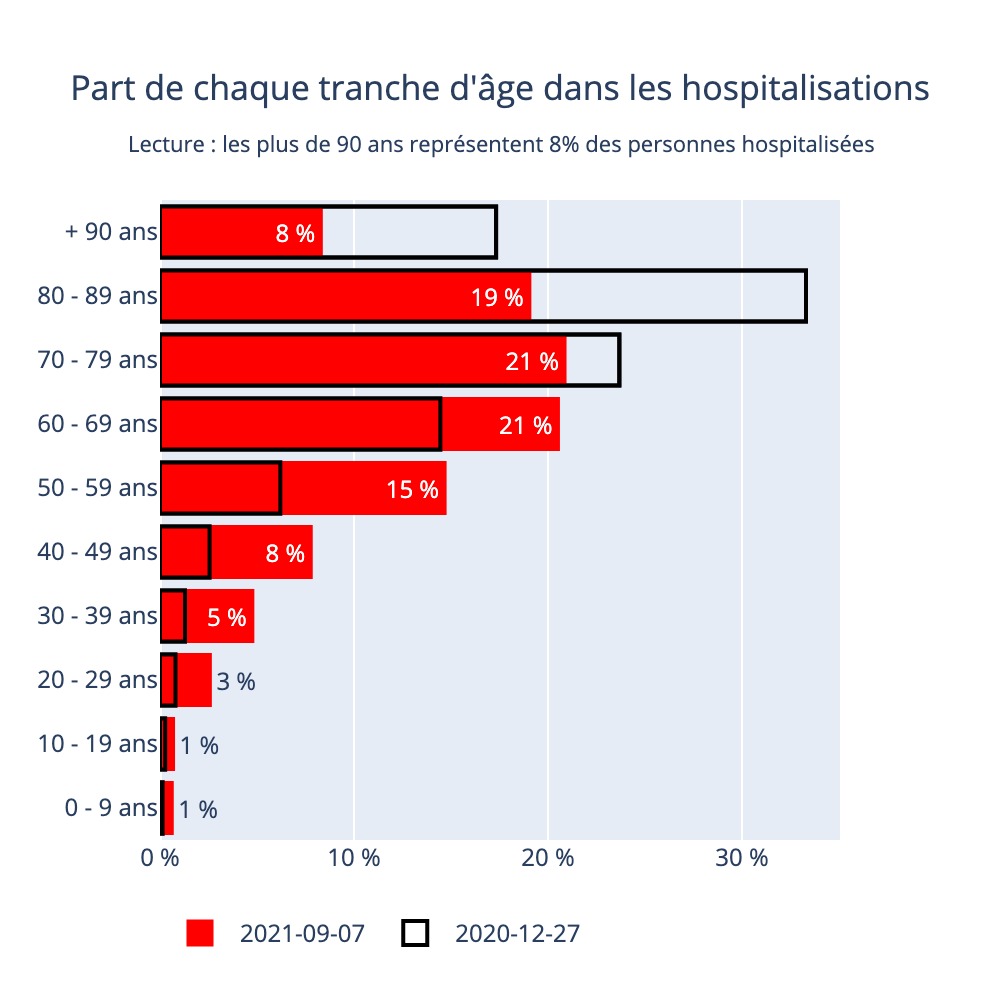 Part de chaque tranche d'âge dans les hospitalisations
Lecture : les plus de 90 ans représentent 8% des personnes hospitalisées
+ 90 ans 8 %
80 - 89 ans 19 %
70 - 79 ans 21 %
60 - 69 ans 21 %
50 - 59 ans 15 %
40 - 49 ans 8 %
30 - 39 ans 5 %
20 - 29 ans 3 %
10 - 19 ans 1 %
0 - 9 ans 1 %
0 % 10 % 20 % 30 %
2021-09-07 2020-12-27